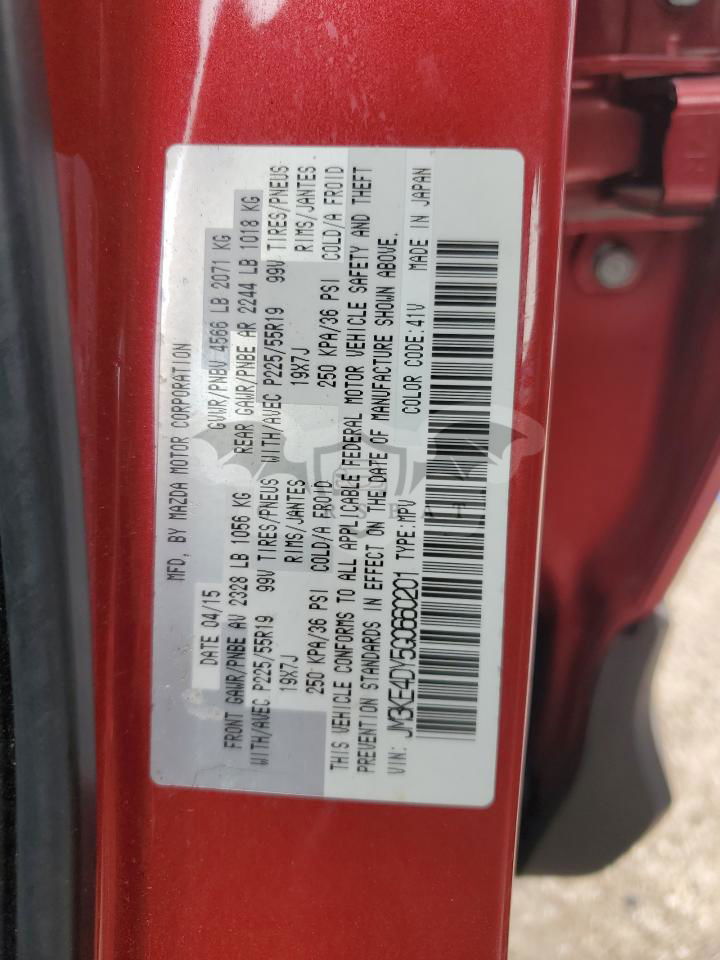 MFD. BY MAZDA MOTOR CORPORATION
DATE 04/15 GVWR/PNBV 4566 LB 2071 KG
FRONT GAWR/PNBE AV 2328 LB 1056 KG REAR GAWR/PNBE AR 2244 LB 1018 KG
WITH/AVEC P225/55R19 99V TIRES/PNEUS WITH/AVEC P225/55R19 99V TIRES/PNEUS
19X7J RIMS/JANTES 19X7J RIMS/JANTES
250 KPA/36 PSI COLD/A FROID 250 KPA/36 PSI COLD/A FROID
THIS VEHICLE CONFORMS TO ALL APPLICABLE FEDERAL MOTOR VEHICLE SAFETY AND THEFT
PREVENTION STANDARDS IN EFFECT ON THE DATE OF MANUFACTURE SHOWN ABOVE.
VIN: JM3KE4DY5G0660201 TYPE:MPV COLOR CODE:41V MADE IN JAPAN